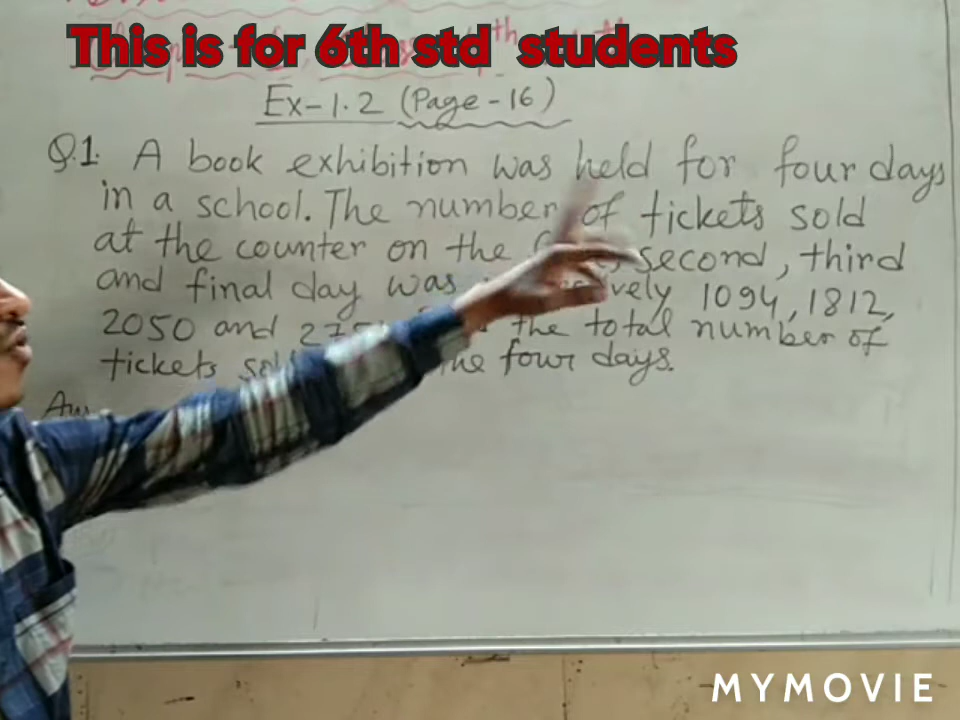 This is for 6th std students
Ex-1.2 (Page-16)
Q.1. A book exhibition was held for four days
in a school. The number of tickets sold
at the counter on the second, third
and final day was 1094, 1812,
2050 and the total number of
tickets the four days.
MYMOVIE